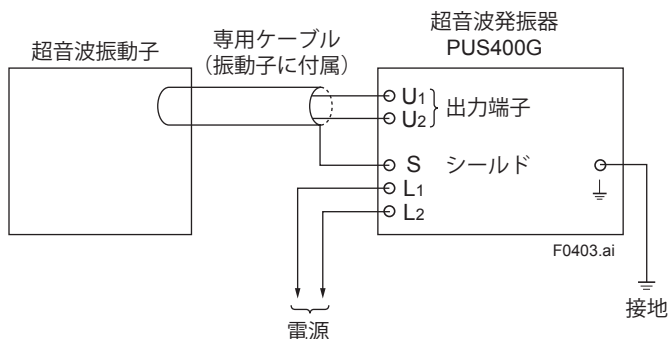 超音波振動子
専用ケーブル
（振動子に付属）
超音波発振器
PUS400G
U1
U2
出力端子
S シールド
L1
L2
F0403.ai
接地
電源